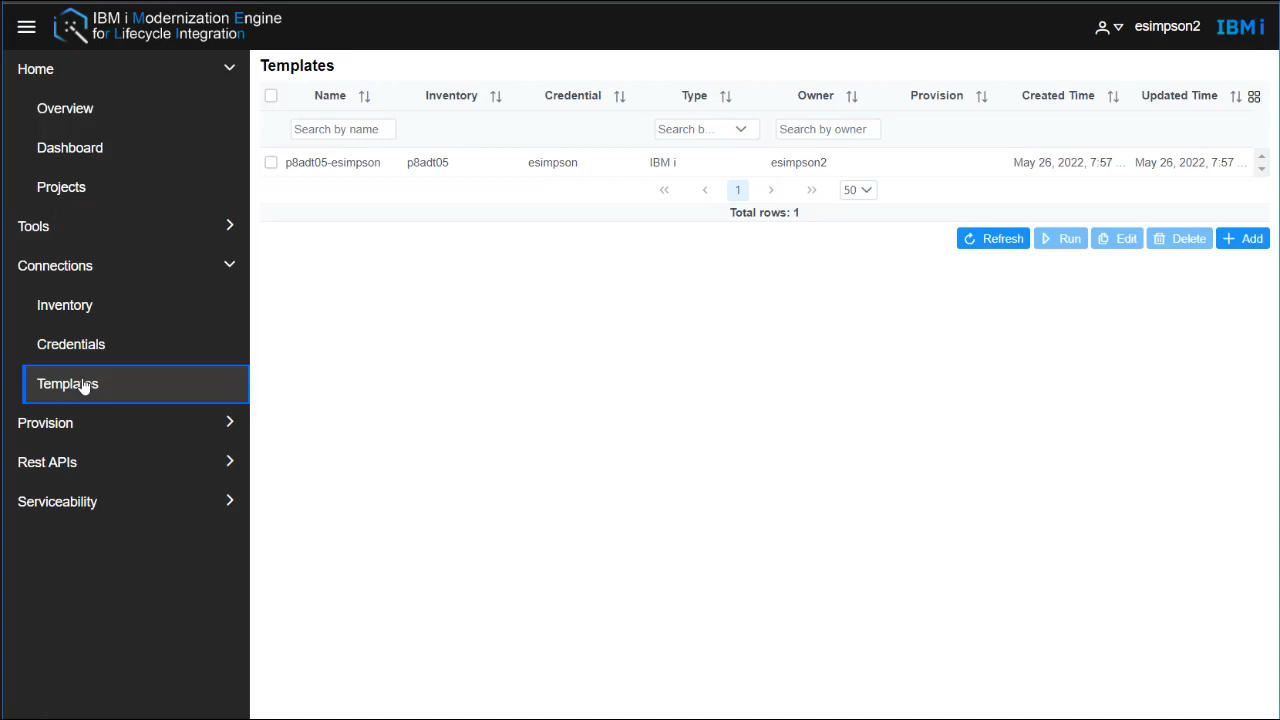 IBM i Modernization Engine
for Lifecycle Integration
esimpson2
IBM i
Home
Overview
Dashboard
Projects
Tools
Connections
Inventory
Credentials
Templates
Provision
Rest APIs
Serviceability
Templates
Name Inventory Credential Type Owner Provision Created Time Updated Time
Search by name Search b... Search by owner
p8adt05-esimpson p8adt05 esimpson IBM i esimpson2 May 26, 2022, 7:57 ... May 26, 2022, 7:57 ...
<< < 1 > >> 50
Total rows: 1
Refresh Run Edit Delete Add